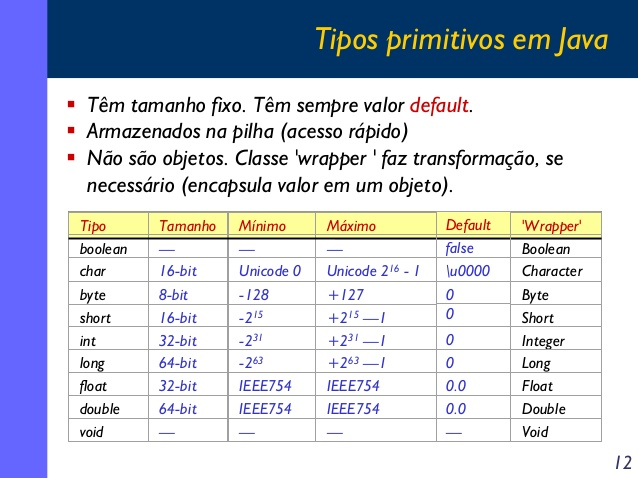 Tipos primitivos em Java
▪ Têm tamanho fixo. Têm sempre valor default.
▪ Armazenados na pilha (acesso rápido)
▪ Não são objetos. Classe 'wrapper ' faz transformação, se
necessário (encapsula valor em um objeto).
Tipo Tamanho Mínimo Máximo Default 'Wrapper'
boolean — — — false Boolean
char 16-bit Unicode 0 Unicode 2¹⁶ - 1 \u0000 Character
byte 8-bit -128 +127 0 Byte
short 16-bit -2¹⁵ +2¹⁵ —1 0 Short
int 32-bit -2³¹ +2³¹ —1 0 Integer
long 64-bit -2⁶³ +2⁶³ —1 0 Long
float 32-bit IEEE754 IEEE754 0.0 Float
double 64-bit IEEE754 IEEE754 0.0 Double
void — — — — Void
12